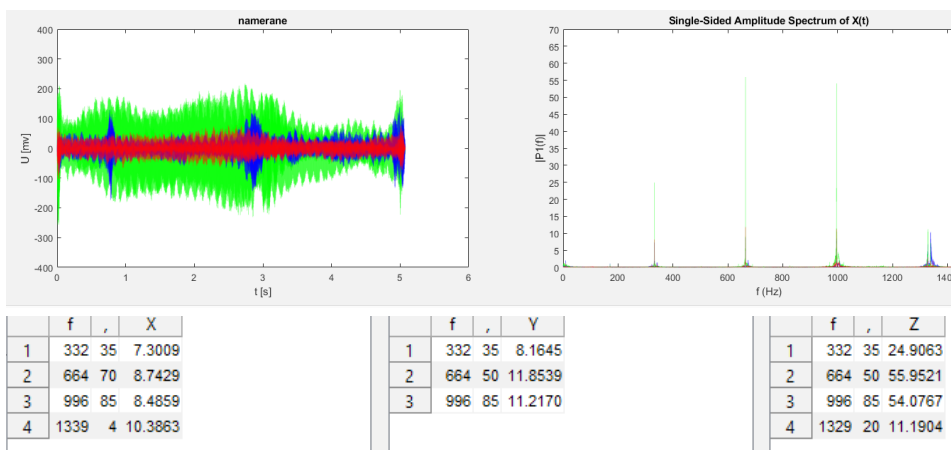 namerane
400
300
200
100
0
-100
-200
-300
-400
U [mv]
0 1 2 3 4 5 6
t [s]
Single-Sided Amplitude Spectrum of X(t)
70
65
60
55
50
45
40
35
30
25
20
15
10
5
0
|P1(f)|
0 200 400 600 800 1000 1200 140
f (Hz)
f , X
1 332 35 7.3009
2 664 70 8.7429
3 996 85 8.4859
4 1339 4 10.3863
f , Y
1 332 35 8.1645
2 664 50 11.8539
3 996 85 11.2170
f , Z
1 332 35 24.9063
2 664 50 55.9521
3 996 85 54.0767
4 1329 20 11.1904